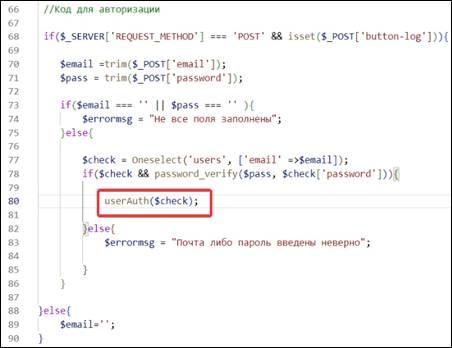 66 //Код для авторизации
67
68 if($_SERVER['REQUEST_METHOD'] === 'POST' && isset($_POST['button-log'])){
69
70 $email =trim($_POST['email']);
71 $pass = trim($_POST['password']);
72
73 if($email === '' || $pass === '' ){
74 $errormsg = "Не все поля заполнены";
75 }else{
76
77 $check = Oneselect('users', ['email' =>$email]);
78 if($check && password_verify($pass, $check['password'])){
79
80 userAuth($check);
81
82 }else{
83 $errormsg = "Почта либо пароль введены неверно";
84
85 }
86 }
87
88 }else{
89 $email='';
90 }